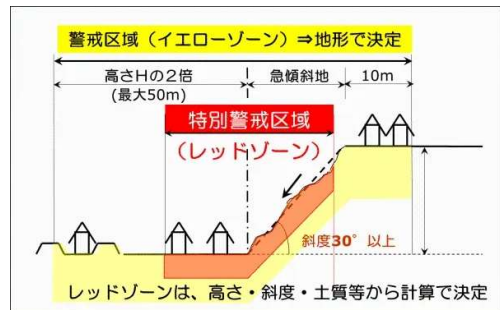 警戒区域（イエローゾーン）⇒地形で決定
高さHの2倍
(最大50m)
急傾斜地
10m
特別警戒区域
（レッドゾーン）
斜度30°以上
レッドゾーンは、高さ・斜度・土質等から計算で決定